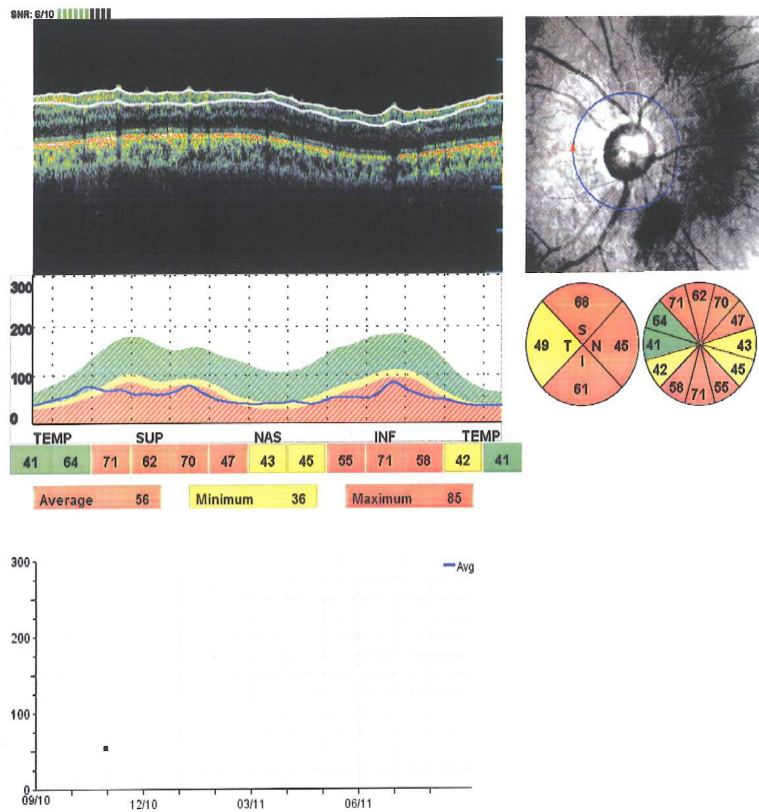 SNR: 6/10
300
200
100
0
TEMP SUP NAS INF TEMP
41 64 71 62 70 47 43 45 55 71 58 42 41
Average 56 Minimum 36 Maximum 85
68
S
49 T N 45
I
61
71 62 70
64 47
41 43
42 45
58 71 55
300
Avg
200
100
0
09/10 12/10 03/11 06/11